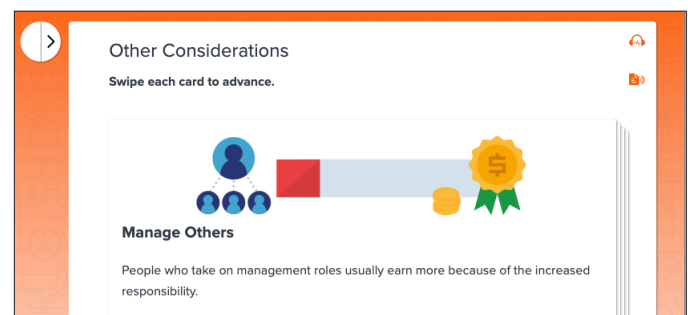 Other Considerations
Swipe each card to advance.
$
Manage Others
People who take on management roles usually earn more because of the increased
responsibility.